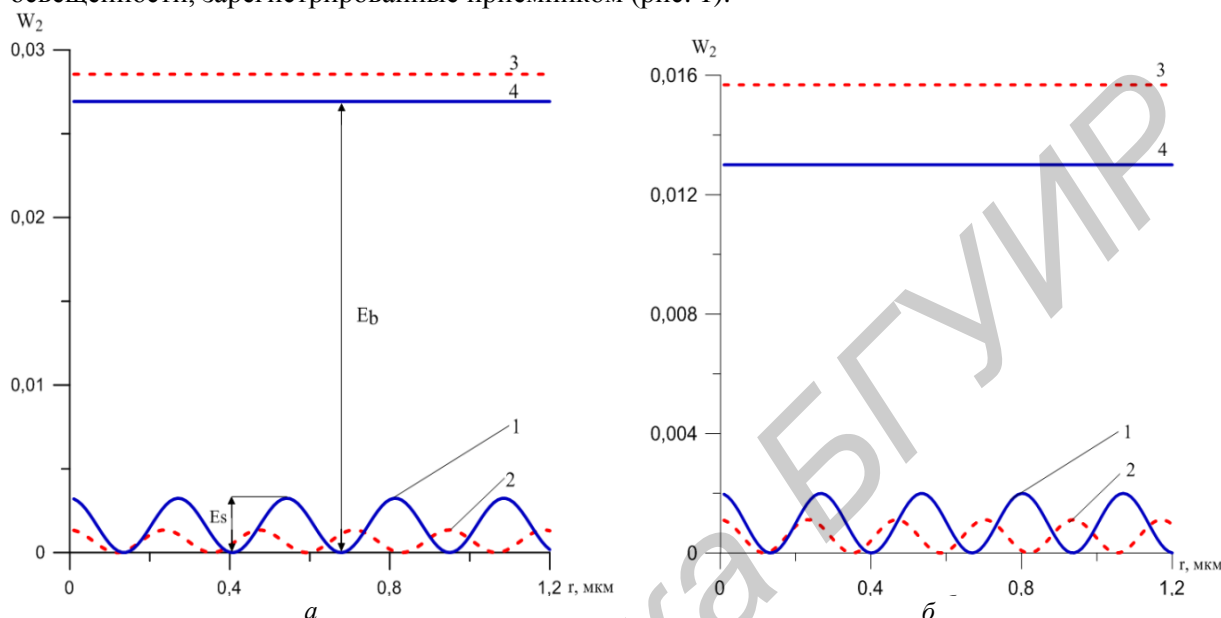 освещенности, зарегистрированные приемником (рис. 1).
W2
0,03
3
4
0,02
Eb
0,01
1
2
Es
0
0
0,4
0,8
1,2
r, мкм
а
W2
0,016
3
4
0,012
0,008
0,004
1
2
0
0
0,4
0,8
1,2
r, мкм
б
БГУИР